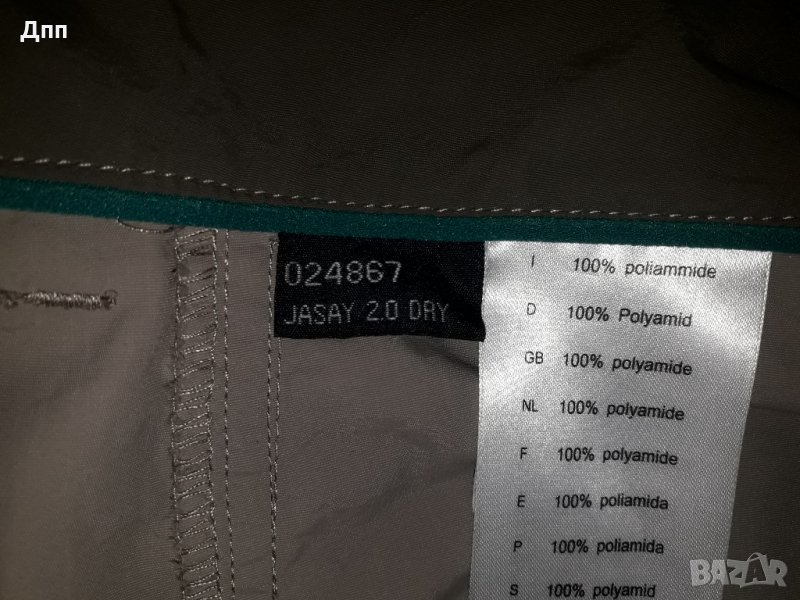 Дпп
024867
JASAY 2.0 DRY
I 100% poliammide
D 100% Polyamid
GB 100% polyamide
NL 100% polyamide
F 100% polyamide
E 100% poliamida
P 100% poliamida
S 100% polyamid
BAZAR